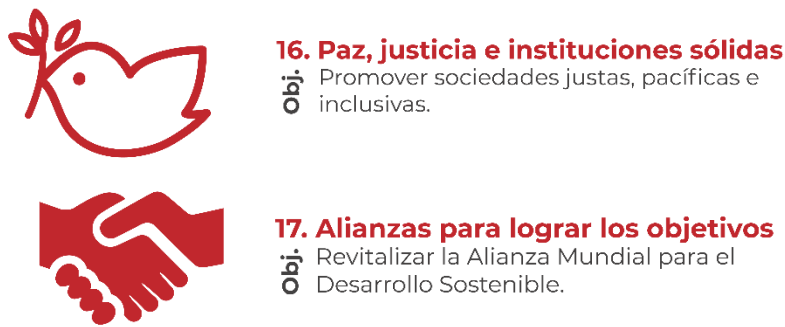 16. Paz, justicia e instituciones sólidas
Obj. Promover sociedades justas, pacíficas e
inclusivas.
17. Alianzas para lograr los objetivos
Obj. Revitalizar la Alianza Mundial para el
Desarrollo Sostenible.